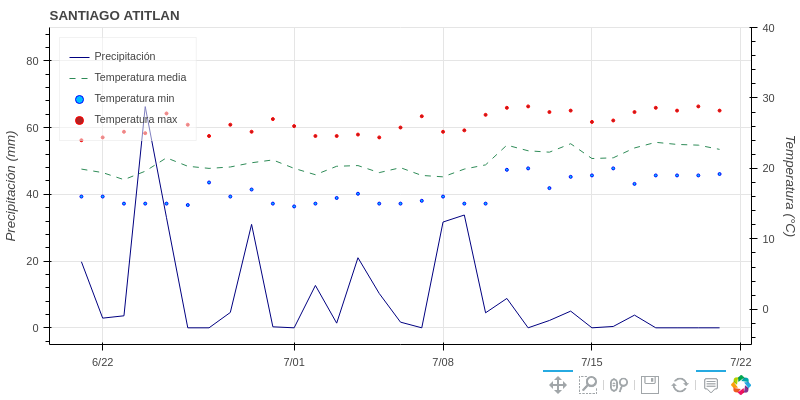 SANTIAGO ATITLAN
Precipitación
Temperatura media
Temperatura min
Temperatura max
Precipitación (mm)
80
60
40
20
0
Temperatura (°C)
40
30
20
10
0
6/22
7/01
7/08
7/15
7/22